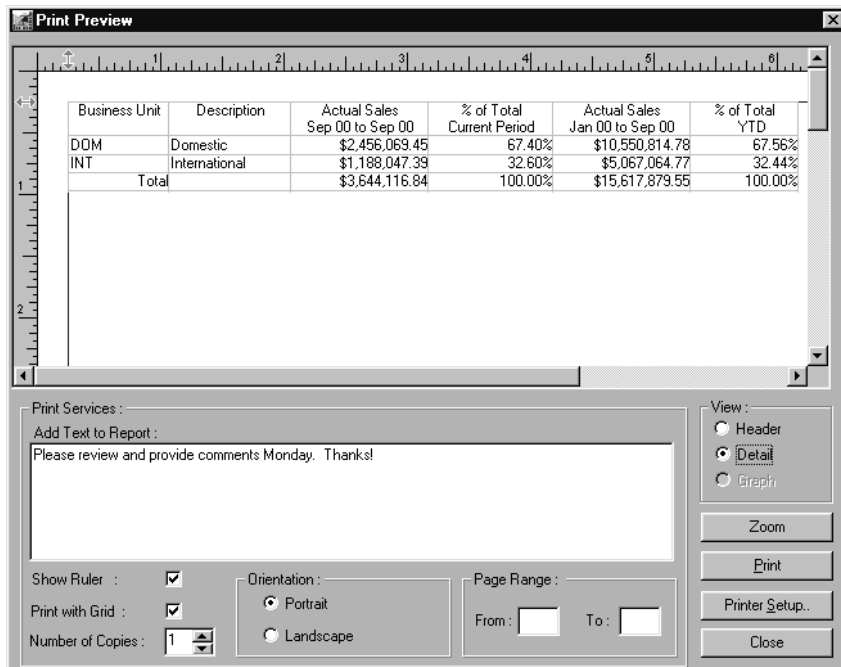 Print Preview
1 2 3 4 5 6
Business Unit Description Actual Sales Sep 00 to Sep 00 % of Total Current Period Actual Sales Jan 00 to Sep 00 % of Total YTD
DOM Domestic $2,456,069.45 67.40% $10,550,814.78 67.56%
INT International $1,188,047.39 32.60% $5,067,064.77 32.44%
Total $3,644,116.84 100.00% $15,617,879.55 100.00%
1
2
Print Services :
Add Text to Report :
Please review and provide comments Monday. Thanks!
View :
Header
Detail
Graph
Zoom
Print
Printer Setup..
Close
Show Ruler :
Print with Grid :
Number of Copies : 1
Orientation :
Portrait
Landscape
Page Range :
From : To :